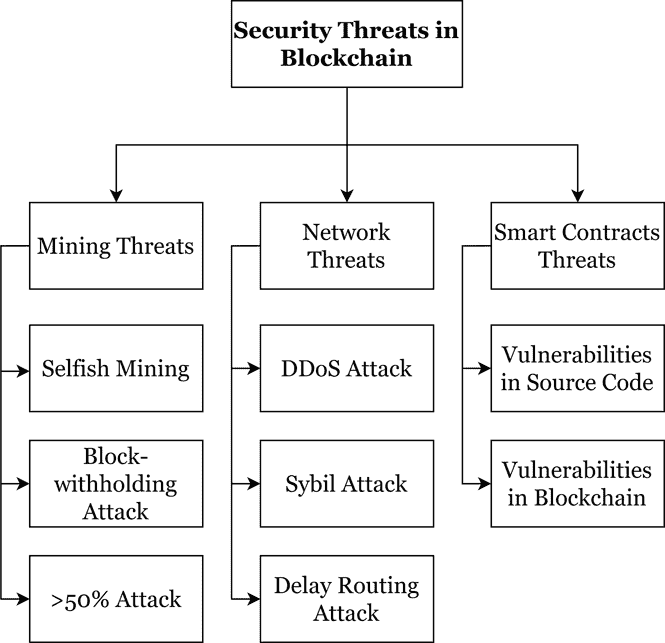 Security Threats in
Blockchain
Mining Threats
Network
Threats
Smart Contracts
Threats
Selfish Mining
DDoS Attack
Vulnerabilities
in Source Code
Block-
withholding
Attack
Sybil Attack
Vulnerabilities
in Blockchain
>50% Attack
Delay Routing
Attack